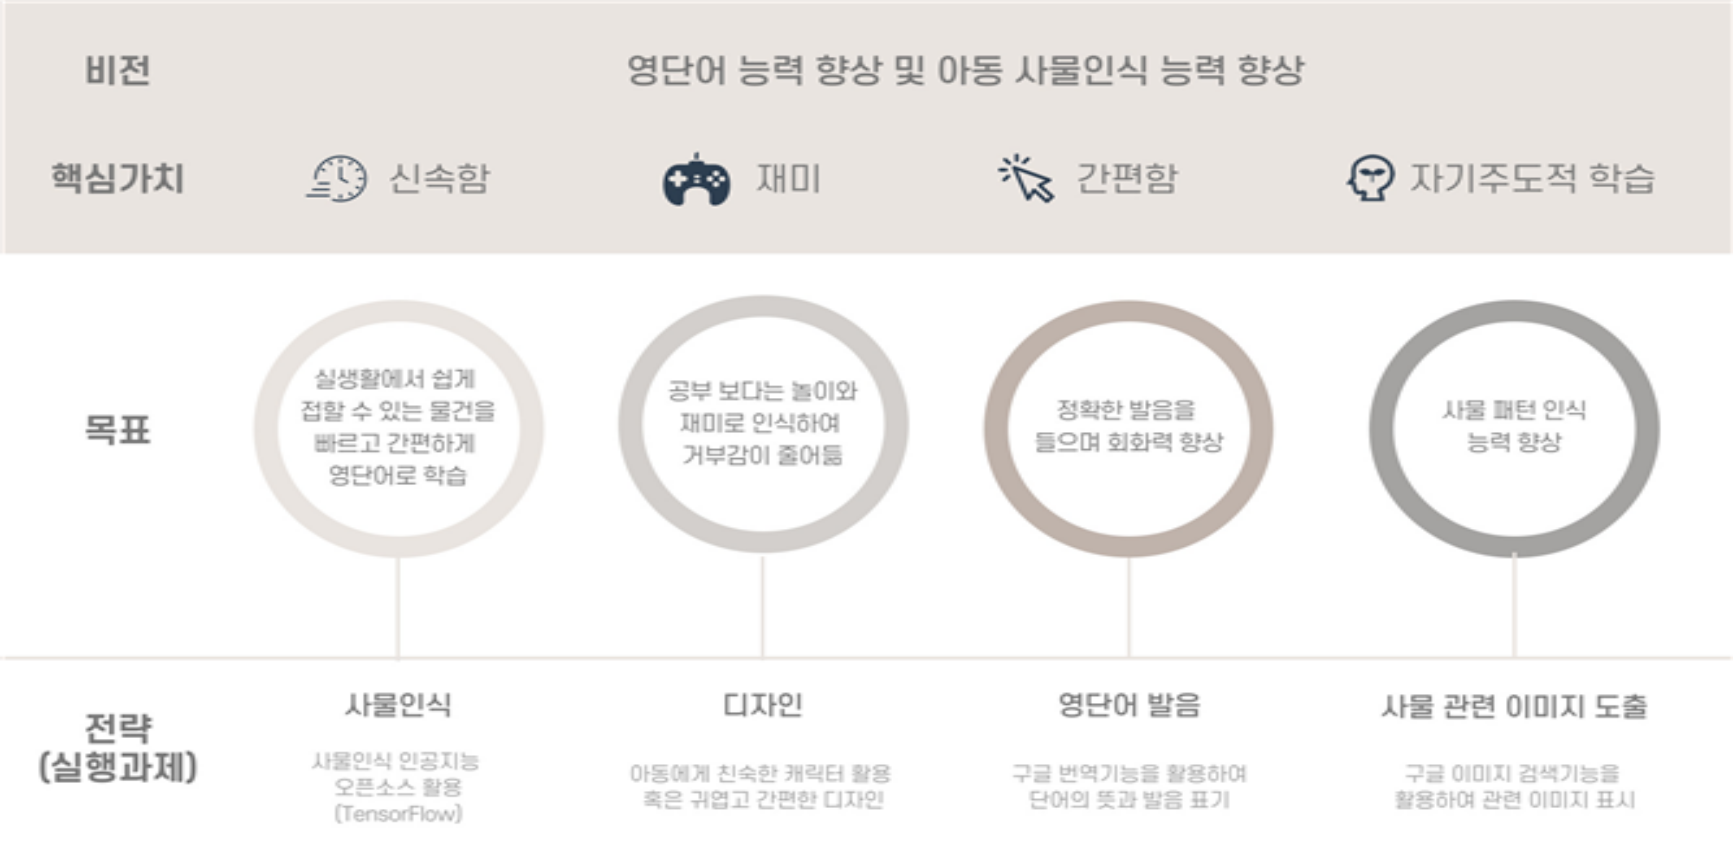 비전
영단어 능력 향상 및 아동 사물인식 능력 향상
핵심가치
신속함
재미
간편함
자기주도적 학습
목표
실생활에서 쉽게
접할 수 있는 물건을
빠르고 간편하게
영단어로 학습
공부 보다는 놀이와
재미로 인식하여
거부감이 줄어듦
정확한 발음을
들으며 회화력 향상
사물 패턴 인식
능력 향상
전략
(실행과제)
사물인식
사물인식 인공지능
오픈소스 활용
(TensorFlow)
디자인
아동에게 친숙한 캐릭터 활용
혹은 귀엽고 간편한 디자인
영단어 발음
구글 번역기능을 활용하여
단어의 뜻과 발음 표기
사물 관련 이미지 도출
구글 이미지 검색기능을
활용하여 관련 이미지 표시